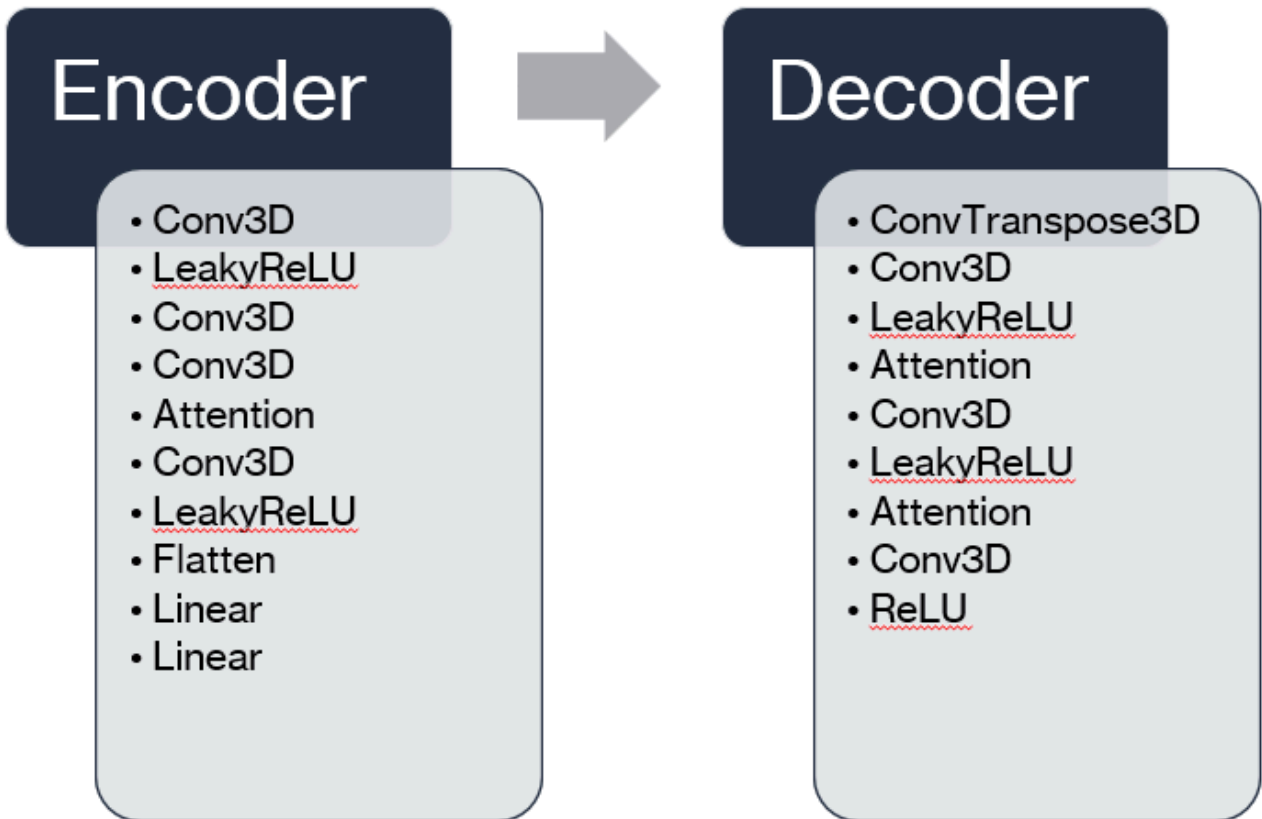 Encoder
• Conv3D
• LeakyReLU
• Conv3D
• Conv3D
• Attention
• Conv3D
• LeakyReLU
• Flatten
• Linear
• Linear
Decoder
• ConvTranspose3D
• Conv3D
• LeakyReLU
• Attention
• Conv3D
• LeakyReLU
• Attention
• Conv3D
• ReLU